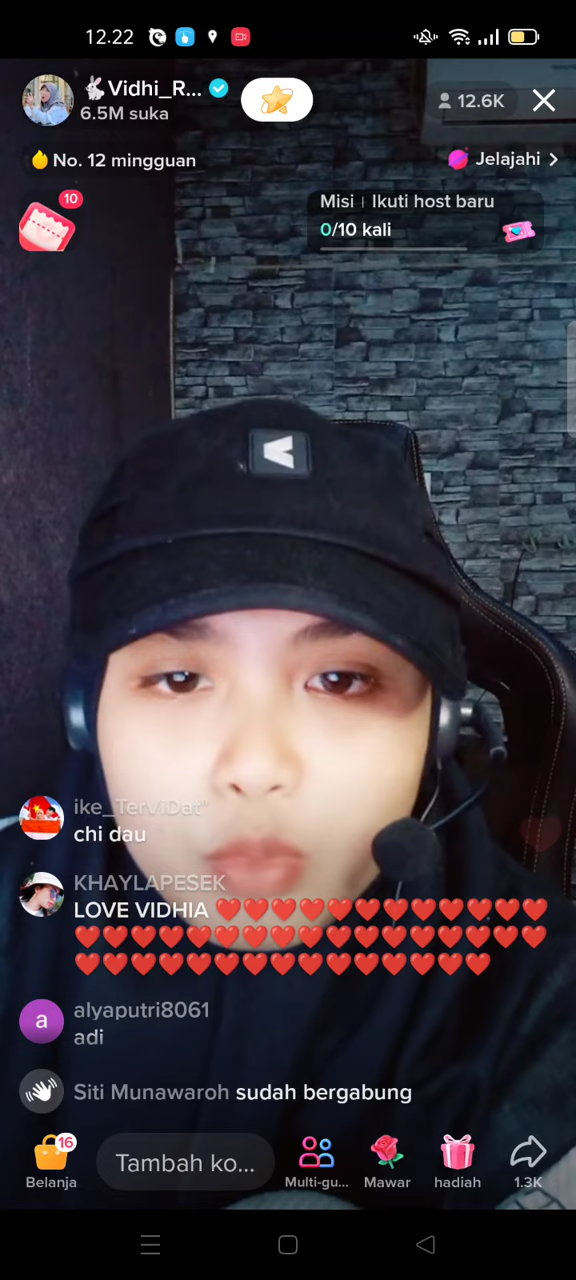 12.22
Vidhi_R...
6.5M suka
12.6K
No. 12 mingguan
Jelajahi >
10
Misi | Ikuti host baru
0/10 kali
ike_TerViDat"
chi dau
KHAYLAPESEK
LOVE VIDHIA ❤️❤️❤️❤️❤️❤️❤️❤️❤️❤️❤️❤️
❤️❤️❤️❤️❤️❤️❤️❤️❤️❤️❤️❤️❤️❤️❤️❤️❤️
❤️❤️❤️❤️❤️❤️❤️❤️❤️❤️❤️❤️❤️❤️❤️
alyaputri8061
a
adi
Siti Munawaroh sudah bergabung
16
Tambah ko...
Belanja
Multi-gu...
Mawar
hadiah
1.3K